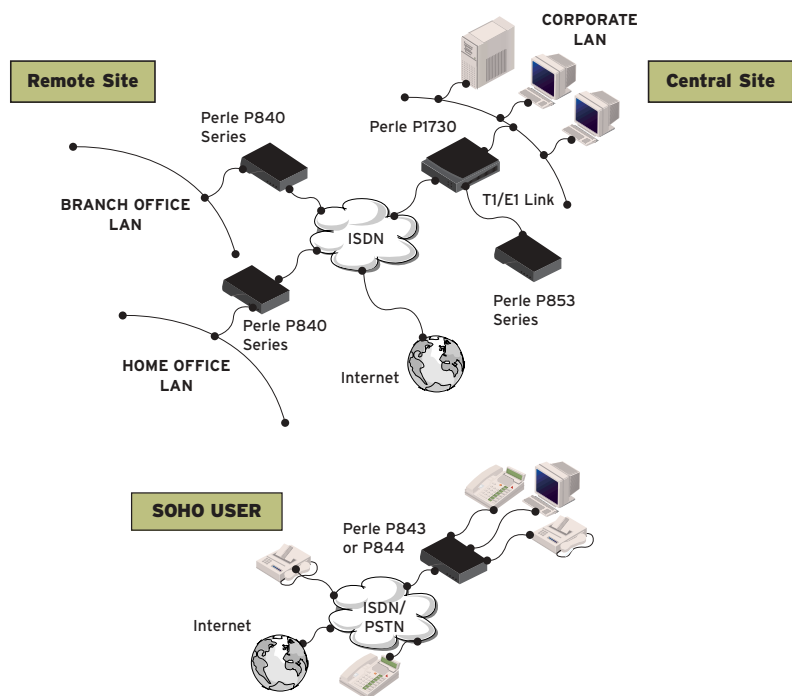 CORPORATE
LAN
Remote Site
Central Site
Perle P840
Series
Perle P1730
BRANCH OFFICE
LAN
T1/E1 Link
ISDN
Perle P853
Series
Perle P840
Series
HOME OFFICE
LAN
Internet
SOHO USER
Perle P843
or P844
ISDN/
PSTN
Internet